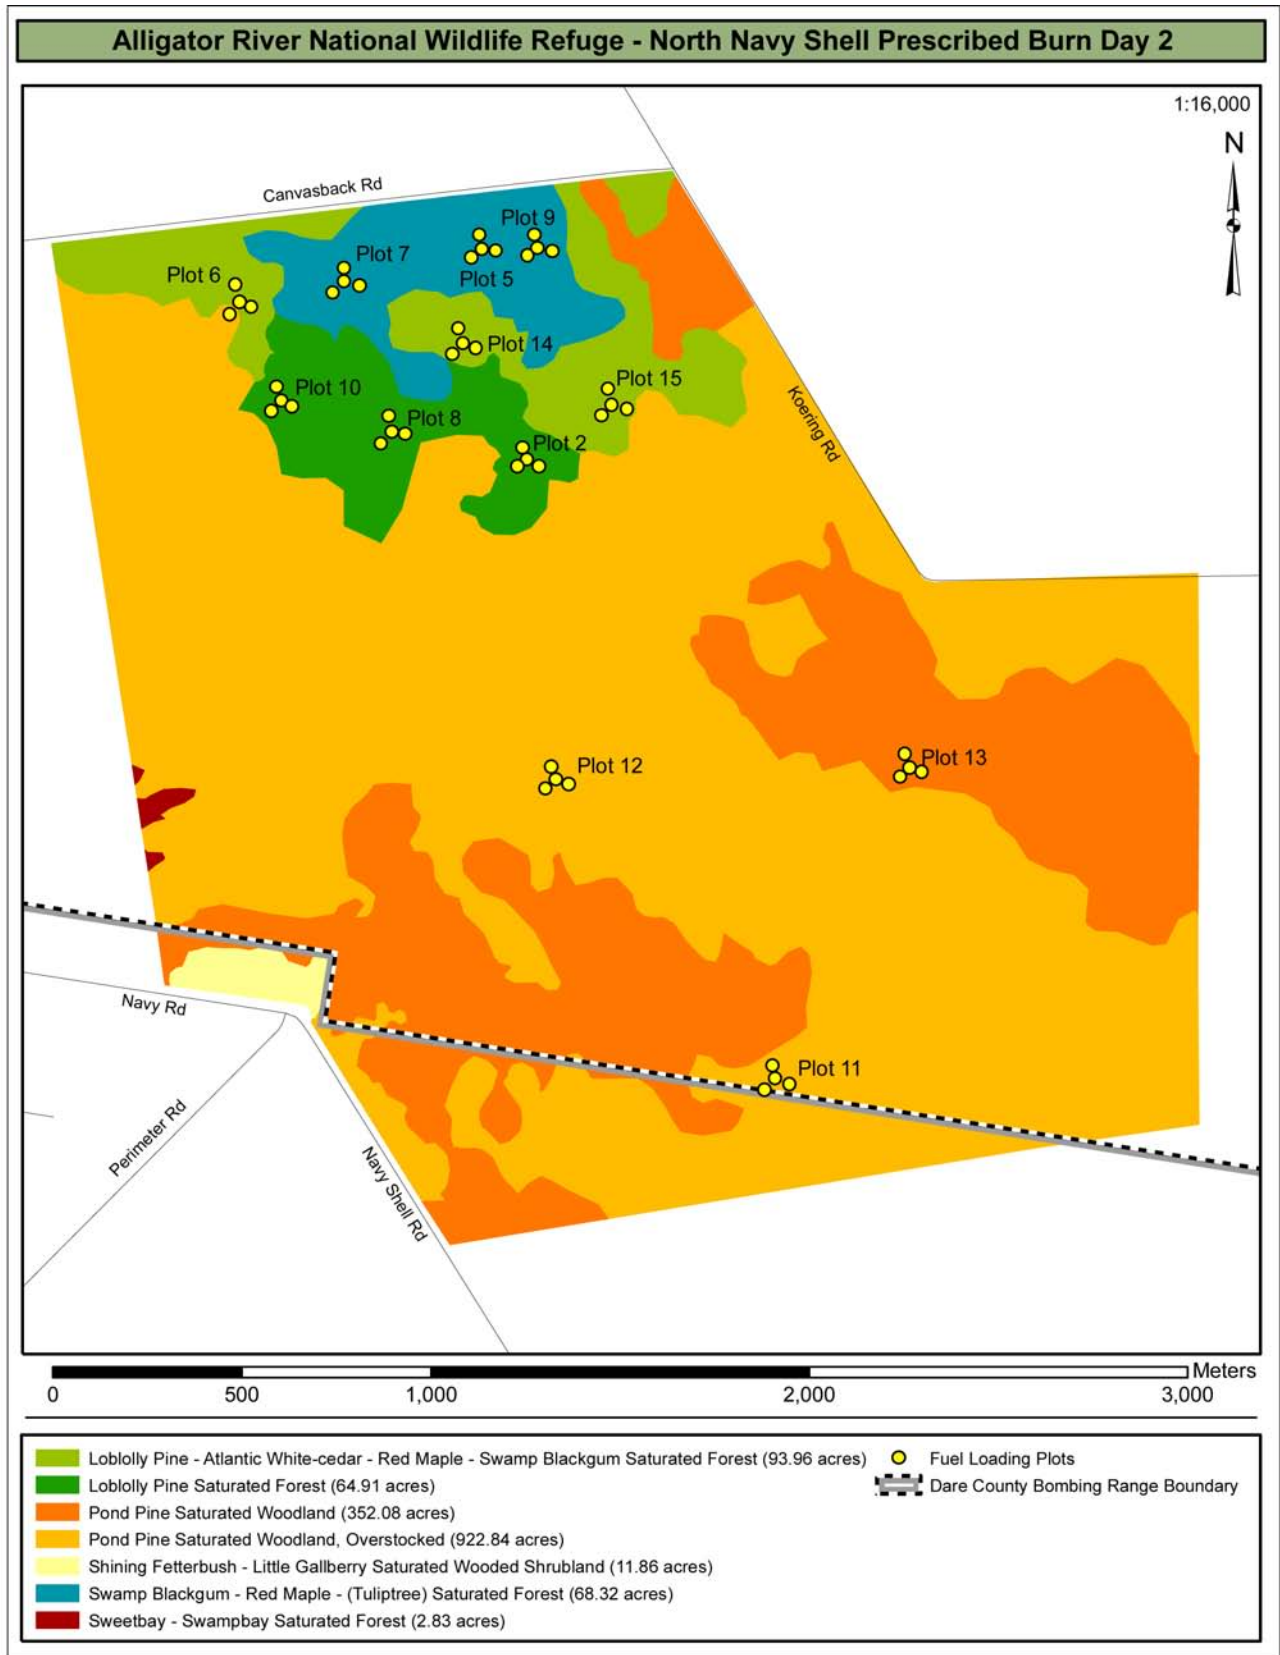 Alligator River National Wildlife Refuge - North Navy Shell Prescribed Burn Day 2
1:16,000
N
Canvasback Rd
Plot 9
Plot 7
Plot 6
Plot 5
Plot 14
Plot 15
Plot 10
Plot 8
Koering Rd
Plot 2
Plot 13
Plot 12
Navy Rd
Plot 11
Perimeter Rd
Navy Shell Rd
Meters
0 500 1,000 2,000 3,000
Loblolly Pine - Atlantic White-cedar - Red Maple - Swamp Blackgum Saturated Forest (93.96 acres)
Loblolly Pine Saturated Forest (64.91 acres)
Pond Pine Saturated Woodland (352.08 acres)
Pond Pine Saturated Woodland, Overstocked (922.84 acres)
Shining Fetterbush - Little Gallberry Saturated Wooded Shrubland (11.86 acres)
Swamp Blackgum - Red Maple - (Tuliptree) Saturated Forest (68.32 acres)
Sweetbay - Swampbay Saturated Forest (2.83 acres)
Fuel Loading Plots
Dare County Bombing Range Boundary